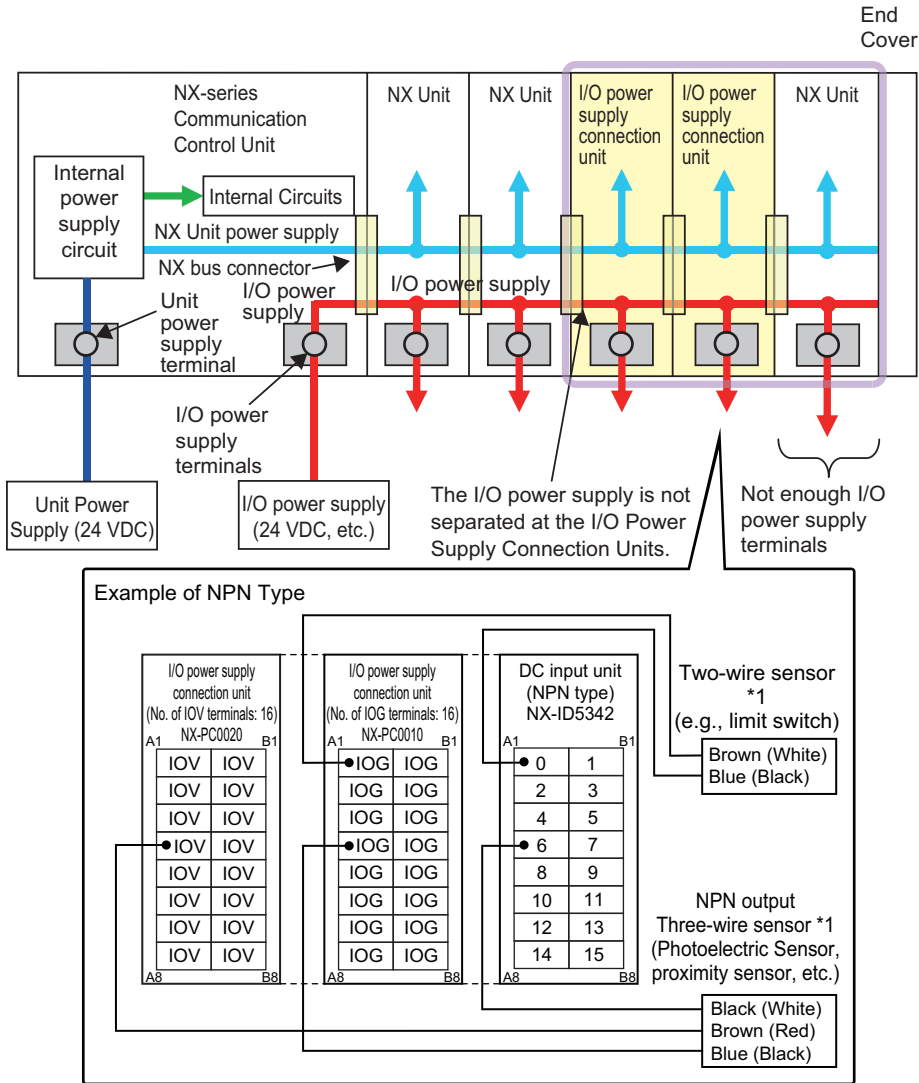 End
Cover
NX-series
Communication
Control Unit
NX Unit
NX Unit
I/O power
supply
connection
unit
I/O power
supply
connection
unit
NX Unit
Internal
power
supply
circuit
Internal Circuits
NX Unit power supply
NX bus connector
I/O power
supply
I/O power supply
Unit
power
supply
terminal
I/O power
supply
terminals
Unit Power
Supply (24 VDC)
I/O power supply
(24 VDC, etc.)
The I/O power supply is not
separated at the I/O Power
Supply Connection Units.
Not enough I/O
power supply
terminals
Example of NPN Type
I/O power supply
connection unit
(No. of IOV terminals: 16)
NX-PC0020
A1 B1
IOV IOV
IOV IOV
IOV IOV
IOV IOV
IOV IOV
IOV IOV
IOV IOV
IOV IOV
A8 B8
I/O power supply
connection unit
(No. of IOG terminals: 16)
NX-PC0010
A1 B1
IOG IOG
IOG IOG
IOG IOG
IOG IOG
IOG IOG
IOG IOG
IOG IOG
IOG IOG
A8 B8
DC input unit
(NPN type)
NX-ID5342
A1 B1
0 1
2 3
4 5
6 7
8 9
10 11
12 13
14 15
A8 B8
Two-wire sensor
*1
(e.g., limit switch)
Brown (White)
Blue (Black)
NPN output
Three-wire sensor *1
(Photoelectric Sensor,
proximity sensor, etc.)
Black (White)
Brown (Red)
Blue (Black)